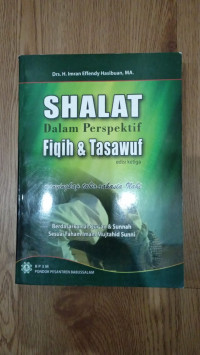 Drs. H. Imran Effendy Hasibuan, MA.
SHALAT
Dalam Perspektif
Fiqih & Tasawuf
edisi ketiga
Berdasarkan Al-Qur'an & Sunnah
Sesuai Faham Imam Mujtahid Sunni
PONDOK PESANTREN BABUSSALAM